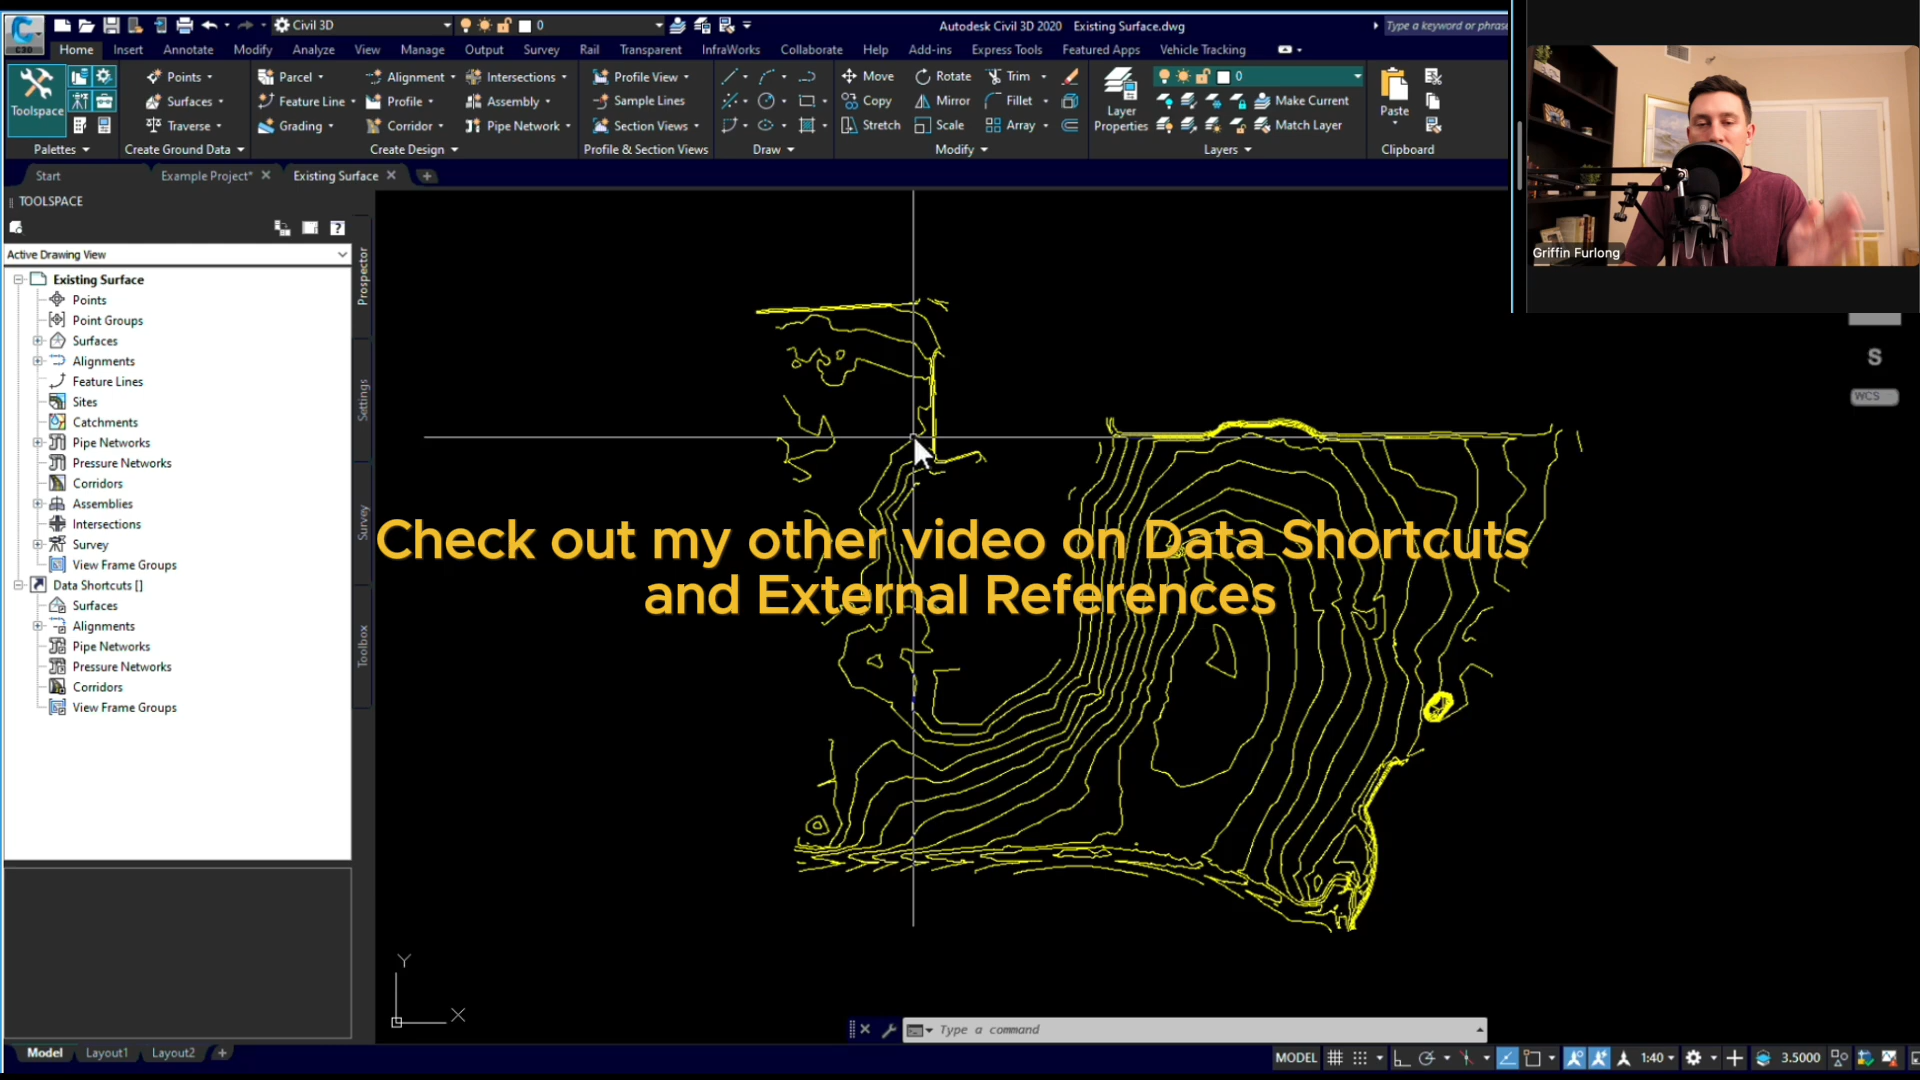 Civil 3D
0
Autodesk Civil 3D 2020 Existing Surface.dwg
Type a keyword or phrase
C3D
Home Insert Annotate Modify Analyze View Manage Output Survey Rail Transparent InfraWorks Collaborate Help Add-ins Express Tools Featured Apps Vehicle Tracking
Toolspace
Points
Surfaces
Traverse
Parcel
Feature Line
Grading
Alignment
Profile
Corridor
Intersections
Assembly
Pipe Network
Profile View
Sample Lines
Section Views
Move
Copy
Stretch
Rotate
Mirror
Scale
Trim
Fillet
Array
Layer
Properties
0
Make Current
Match Layer
Paste
Palettes Create Ground Data Create Design Profile & Section Views Draw Modify Layers Clipboard
Griffin Furlong
Start Example Project* Existing Surface
TOOLSPACE
Active Drawing View
Existing Surface
Points
Point Groups
Surfaces
Alignments
Feature Lines
Sites
Catchments
Pipe Networks
Pressure Networks
Corridors
Assemblies
Intersections
Survey
View Frame Groups
Data Shortcuts []
Surfaces
Alignments
Pipe Networks
Pressure Networks
Corridors
View Frame Groups
Prospector
Settings
Survey
Toolbox
S
WCS
Check out my other video on Data Shortcuts
and External References
Y
X
Type a command
Model Layout1 Layout2
MODEL 1:40 3.5000